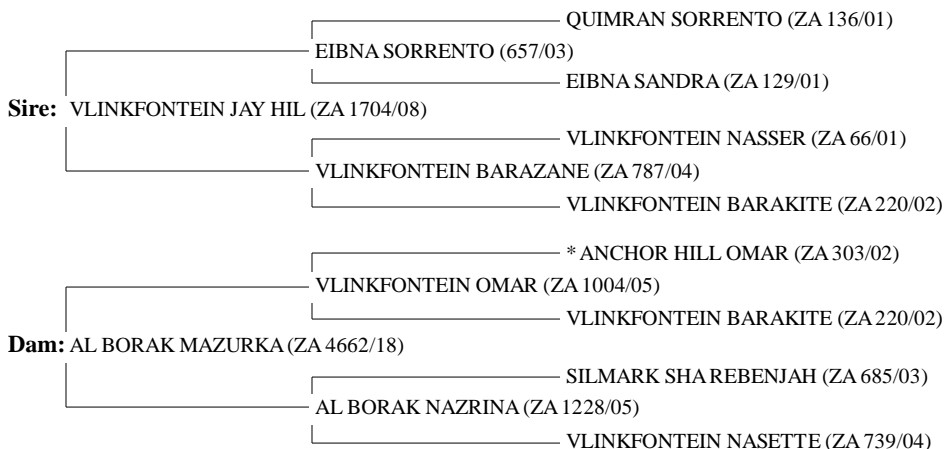 QUIMRAN SORRENTO (ZA 136/01)
EIBNA SORRENTO (657/03)
EIBNA SANDRA (ZA 129/01)
Sire: VLINKFONTEIN JAY HIL (ZA 1704/08)
VLINKFONTEIN NASSER (ZA 66/01)
VLINKFONTEIN BARAZANE (ZA 787/04)
VLINKFONTEIN BARAKITE (ZA 220/02)
* ANCHOR HILL OMAR (ZA 303/02)
VLINKFONTEIN OMAR (ZA 1004/05)
VLINKFONTEIN BARAKITE (ZA 220/02)
Dam: AL BORAK MAZURKA (ZA 4662/18)
SILMARK SHA REBENJAH (ZA 685/03)
AL BORAK NAZRINA (ZA 1228/05)
VLINKFONTEIN NASETTE (ZA 739/04)